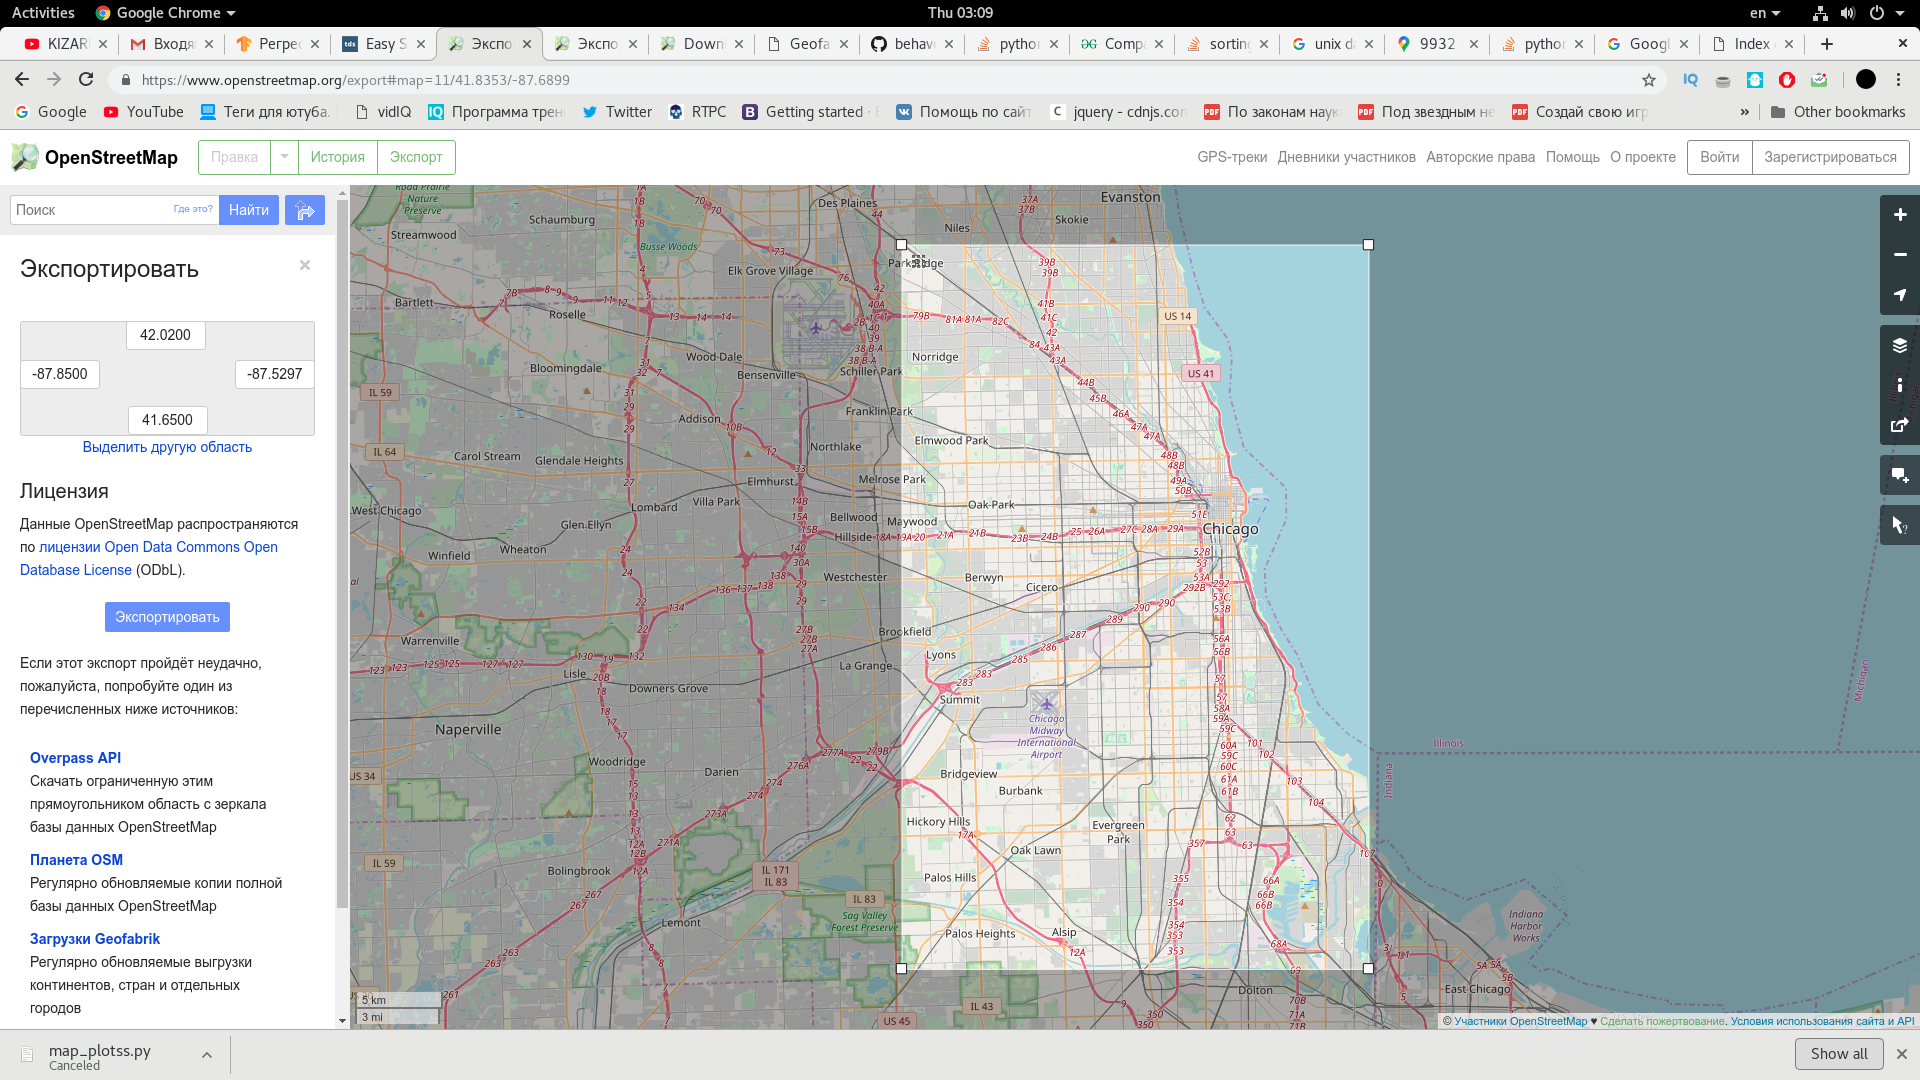 Activities Google Chrome Thu 03:09 en
KIZAR Входя Регрес Easy S Экспо Экспо Downl Geofa behav python Comp sorting unix d 9932 python Googl Index
https://www.openstreetmap.org/export#map=11/41.8353/-87.6899
Google YouTube Теги для ютуба. vidIQ Программа трен Twitter RTPC Getting started · Помощь по сайт jquery - cdnjs.con По законам наук Под звездным не Создай свою игр » Other bookmarks
OpenStreetMap Правка История Экспорт GPS-треки Дневники участников Авторские права Помощь О проекте Войти Зарегистрироваться
Поиск Где это? Найти
Экспортировать
42.0200
-87.8500 -87.5297
41.6500
Выделить другую область
Лицензия
Данные OpenStreetMap распространяются
по лицензии Open Data Commons Open
Database License (ODbL).
Экспортировать
Если этот экспорт пройдёт неудачно,
пожалуйста, попробуйте один из
перечисленных ниже источников:
Overpass API
Скачать ограниченную этим
прямоугольником область с зеркала
базы данных OpenStreetMap
Планета OSM
Регулярно обновляемые копии полной
базы данных OpenStreetMap
Загрузки Geofabrik
Регулярно обновляемые выгрузки
континентов, стран и отдельных
городов
Road Prairie
Nature
Preserve
Des Plaines
Evanston
Schaumburg
Skokie
Niles
Streamwood
Busse Woods
Elk Grove Village
Park Ridge
Bartlett
Roselle
US 14
Norridge
Wood Dale
Bloomingdale
Bensenville
Schiller Park
US 41
IL 59
Franklin Park
Addison
Elmwood Park
Northlake
IL 64
Carol Stream
Glendale Heights
Melrose Park
Elmhurst
Villa Park
Oak Park
Lombard
West Chicago
Bellwood
Maywood
Glen Ellyn
Chicago
Hillside
Wheaton
Winfield
Westchester
Berwyn
Cicero
Brookfield
Warrenville
Lyons
La Grange
Lisle
Downers Grove
Summit
Michigan
Chicago
Midway
International
Airport
Naperville
Illinois
Indiana
Woodridge
US 34
Darien
Bridgeview
Burbank
Hickory Hills
Evergreen
Park
Oak Lawn
IL 59
Bolingbrook
IL 171
IL 83
Palos Hills
IL 83
Sag Valley
Forest Preserve
Lemont
Palos Heights
Alsip
Indiana
Harbor
Works
East Chicago
Dolton
IL 43
US 45
5 km
3 mi
© Участники OpenStreetMap ♥ Сделать пожертвование. Условия использования сайта и API
map_plotss.py
Canceled
Show all